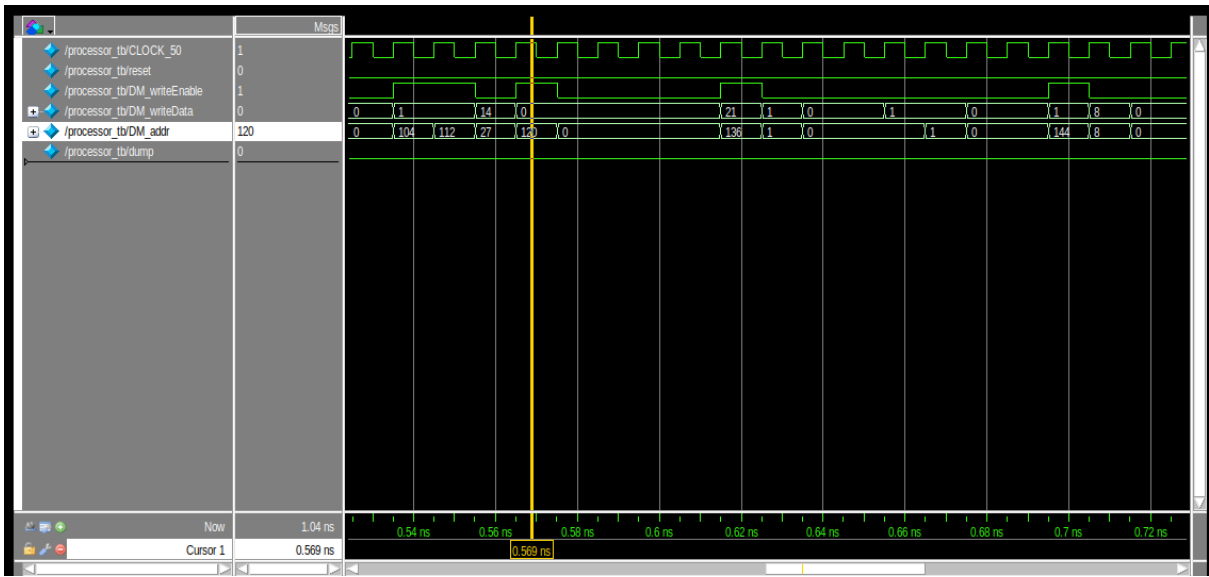 Msgs
/processor_tb/CLOCK_50 1
/processor_tb/reset 0
/processor_tb/DM_writeEnable 1
/processor_tb/DM_writeData 0 0 1 14 0 21 1 0 1 0 1 8 0
/processor_tb/DM_addr 120 0 104 112 27 120 0 136 1 0 1 0 144 8 0
/processor_tb/dump 0
Now 1.04 ns 0.54 ns 0.56 ns 0.58 ns 0.6 ns 0.62 ns 0.64 ns 0.66 ns 0.68 ns 0.7 ns 0.72 ns
Cursor 1 0.569 ns 0.569 ns